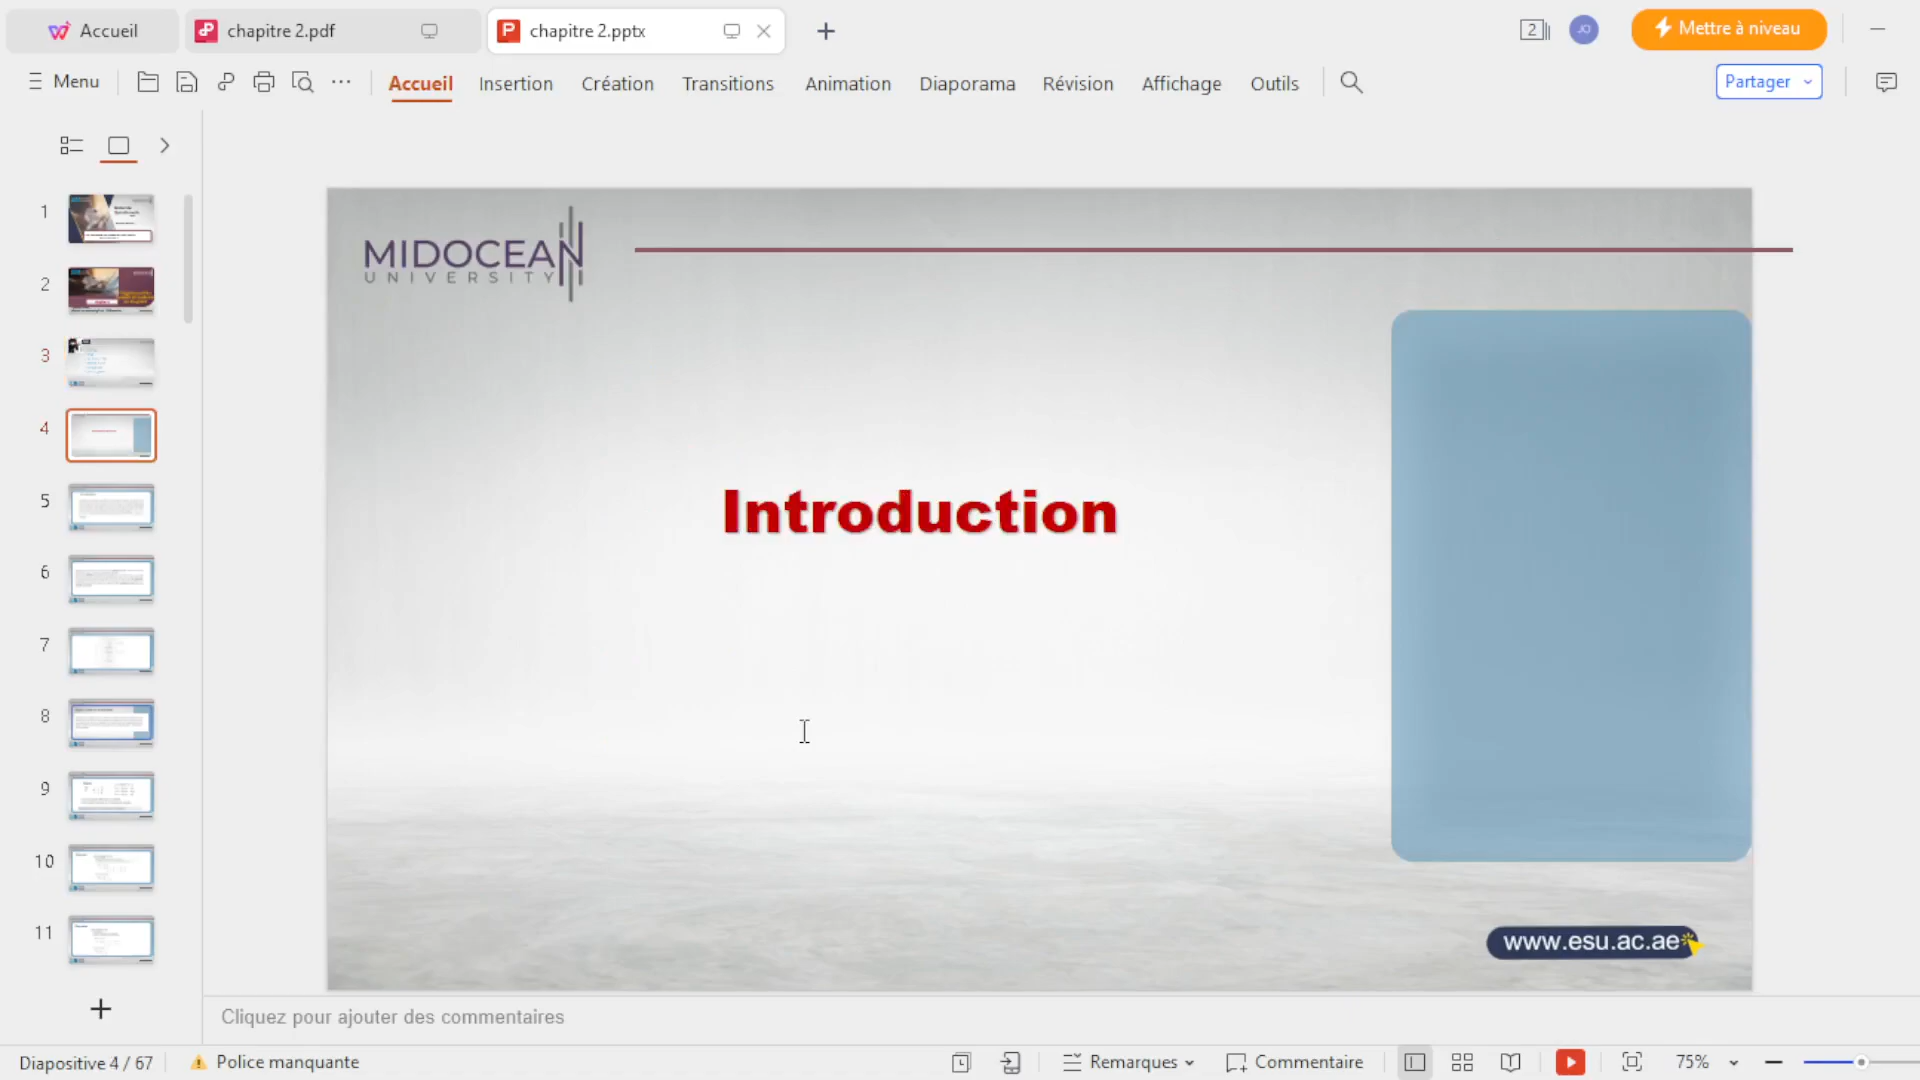 Accueil
chapitre 2.pdf
chapitre 2.pptx
2
JO
Mettre à niveau
Menu
Accueil
Insertion
Création
Transitions
Animation
Diaporama
Révision
Affichage
Outils
Partager
1
2
3
4
5
6
7
8
9
10
11
MIDOCEAN
UNIVERSITY
Introduction
www.esu.ac.ae
Cliquez pour ajouter des commentaires
Diapositive 4 / 67
Police manquante
Remarques
Commentaire
75%